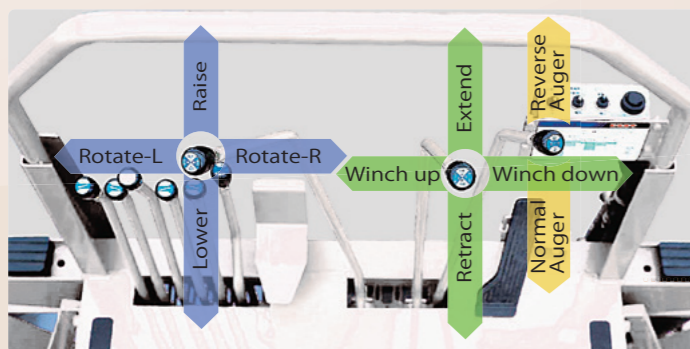 Raise
Rotate-L
Rotate-R
Lower
Extend
Winch up
Winch down
Retract
Reverse
Auger
Normal
Auger